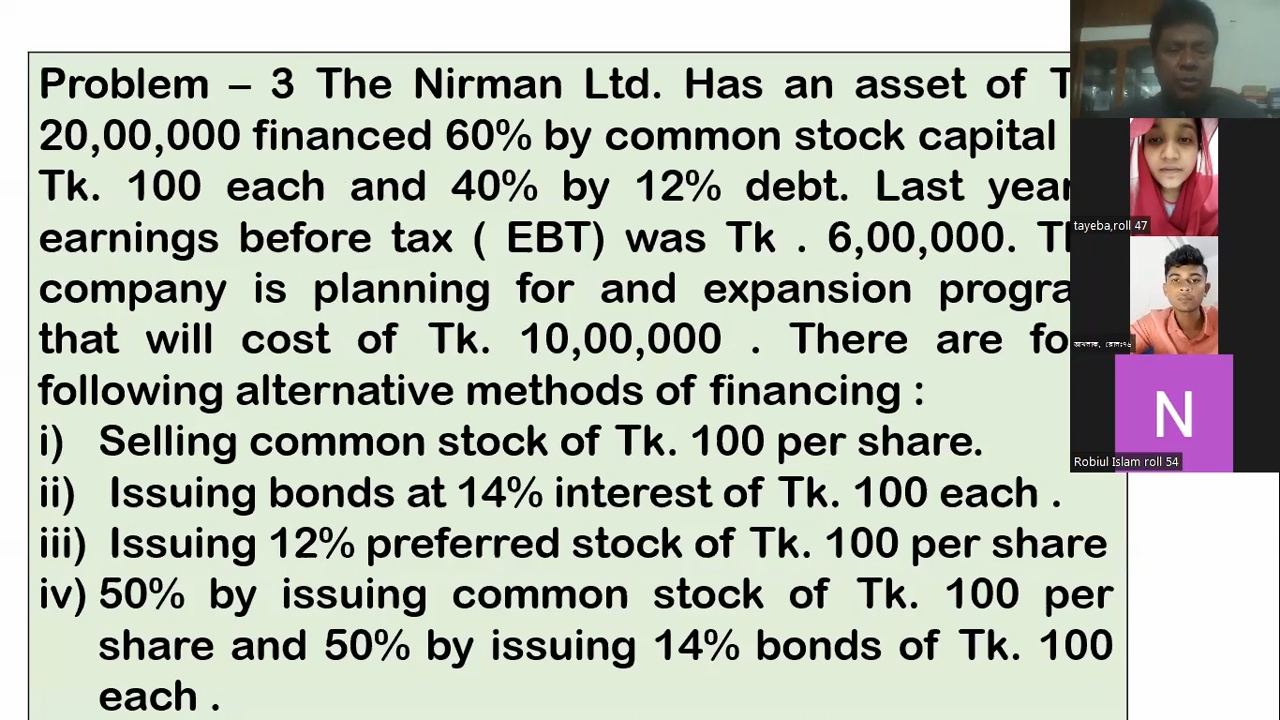 Problem – 3 The Nirman Ltd. Has an asset of
20,00,000 financed 60% by common stock capital
Tk. 100 each and 40% by 12% debt. Last year
earnings before tax ( EBT) was Tk . 6,00,000.
company is planning for and expansion
that will cost of Tk. 10,00,000 . There are
following alternative methods of financing :
i) Selling common stock of Tk. 100 per share.
ii) Issuing bonds at 14% interest of Tk. 100 each .
iii) Issuing 12% preferred stock of Tk. 100 per share
iv) 50% by issuing common stock of Tk. 100 per
share and 50% by issuing 14% bonds of Tk. 100
each .
tayeba,roll 47
N
Robiul Islam roll 54